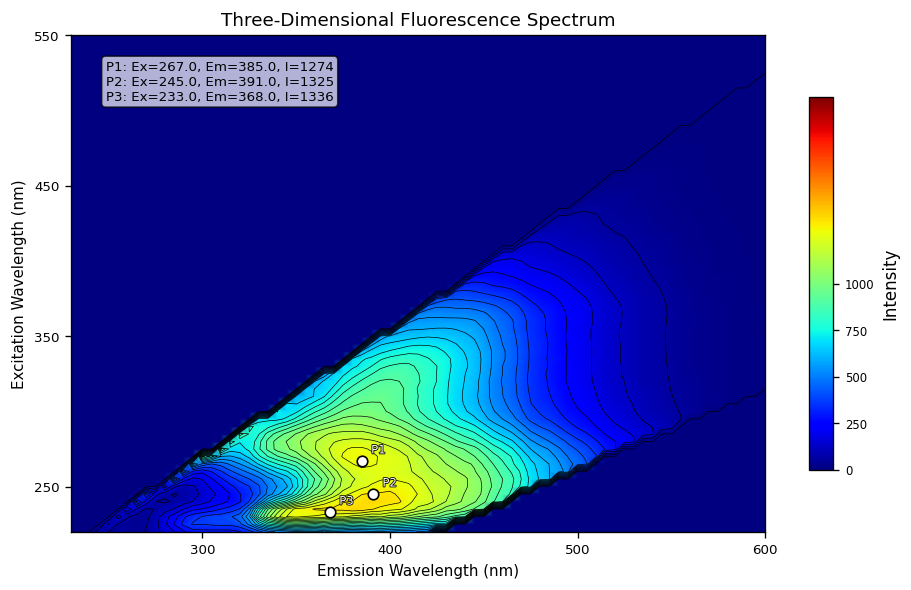 Three-Dimensional Fluorescence Spectrum
P1: Ex=267.0, Em=385.0, I=1274
P2: Ex=245.0, Em=391.0, I=1325
P3: Ex=233.0, Em=368.0, I=1336
550
450
350
250
Excitation Wavelength (nm)
P1
P2
P3
300
400
500
600
Emission Wavelength (nm)
1000
750
500
250
0
Intensity